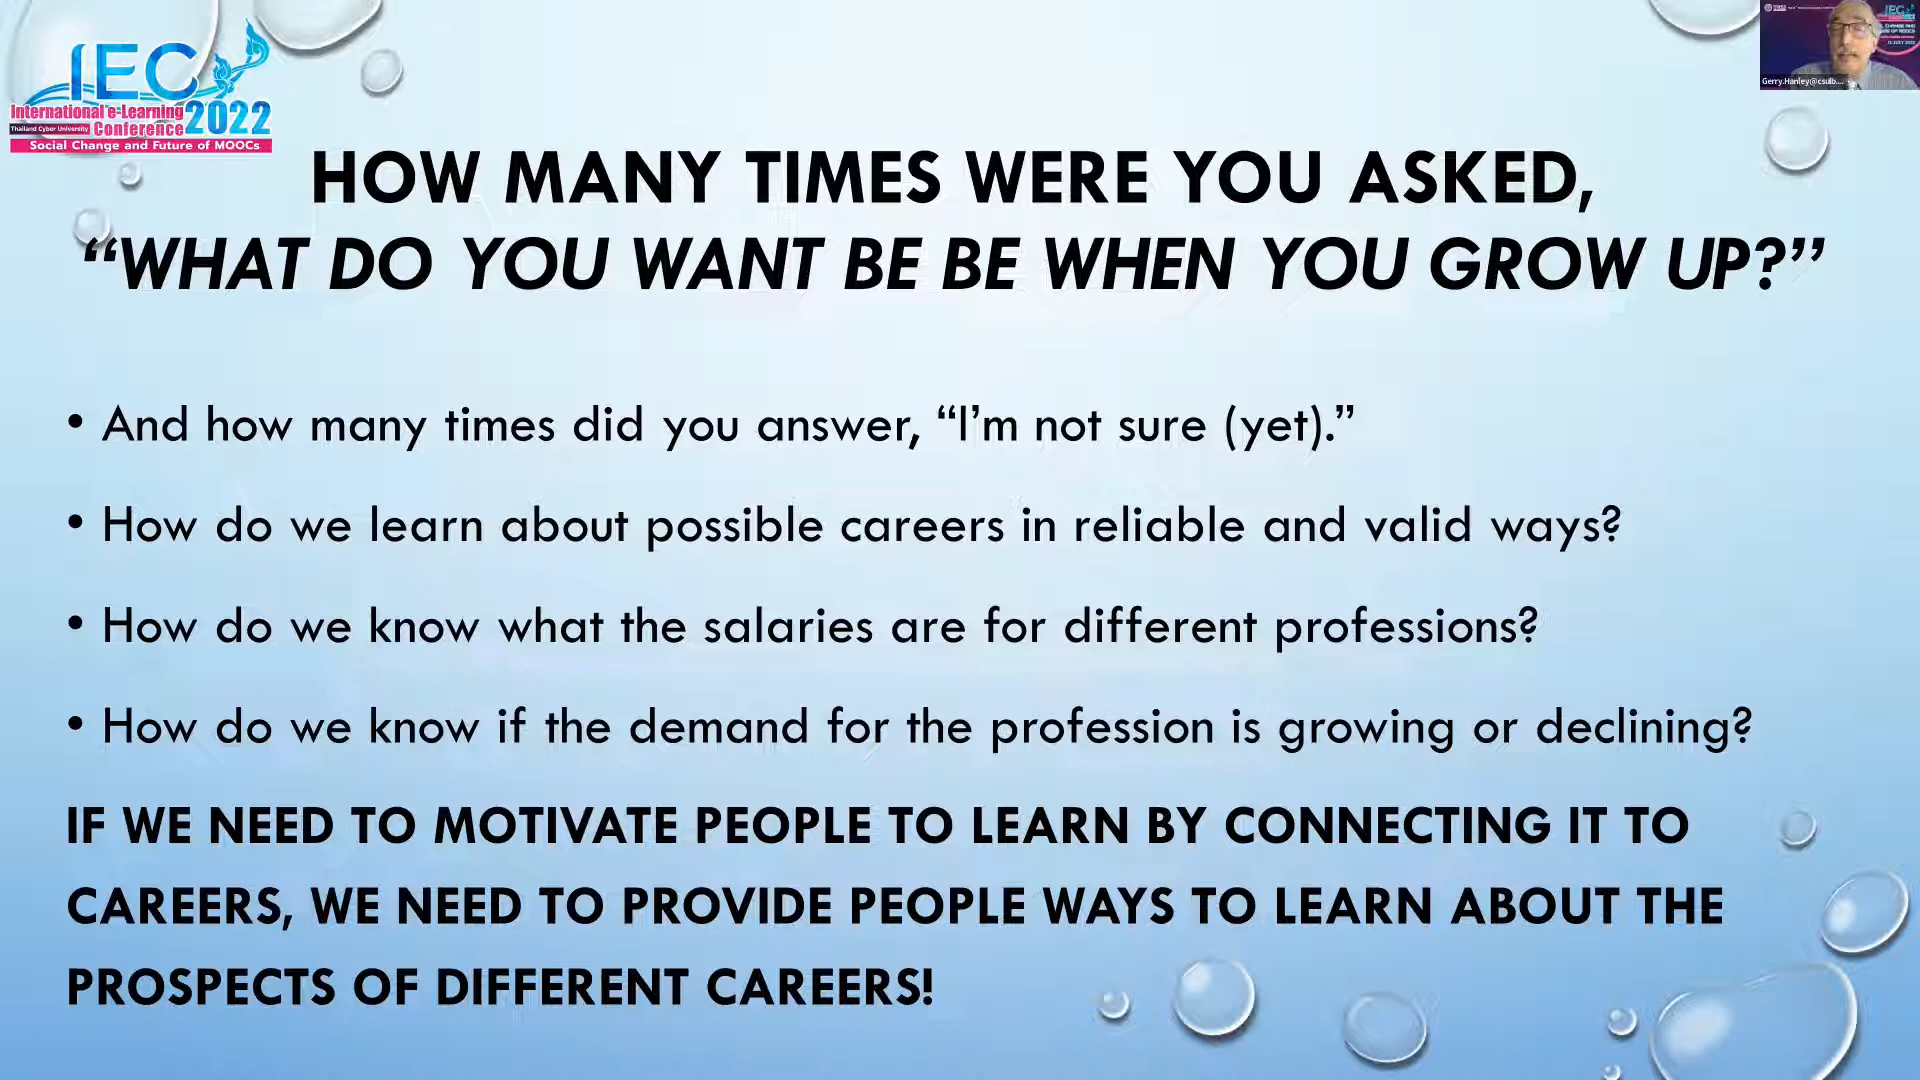 IEC
International e-Learning
Thailand Cyber University Conference 2022
Social Change and Future of MOOCs
Gerry.Hanley@csulb....
HOW MANY TIMES WERE YOU ASKED,
“WHAT DO YOU WANT BE BE WHEN YOU GROW UP?”
• And how many times did you answer, “I’m not sure (yet).”
• How do we learn about possible careers in reliable and valid ways?
• How do we know what the salaries are for different professions?
• How do we know if the demand for the profession is growing or declining?
IF WE NEED TO MOTIVATE PEOPLE TO LEARN BY CONNECTING IT TO
CAREERS, WE NEED TO PROVIDE PEOPLE WAYS TO LEARN ABOUT THE
PROSPECTS OF DIFFERENT CAREERS!